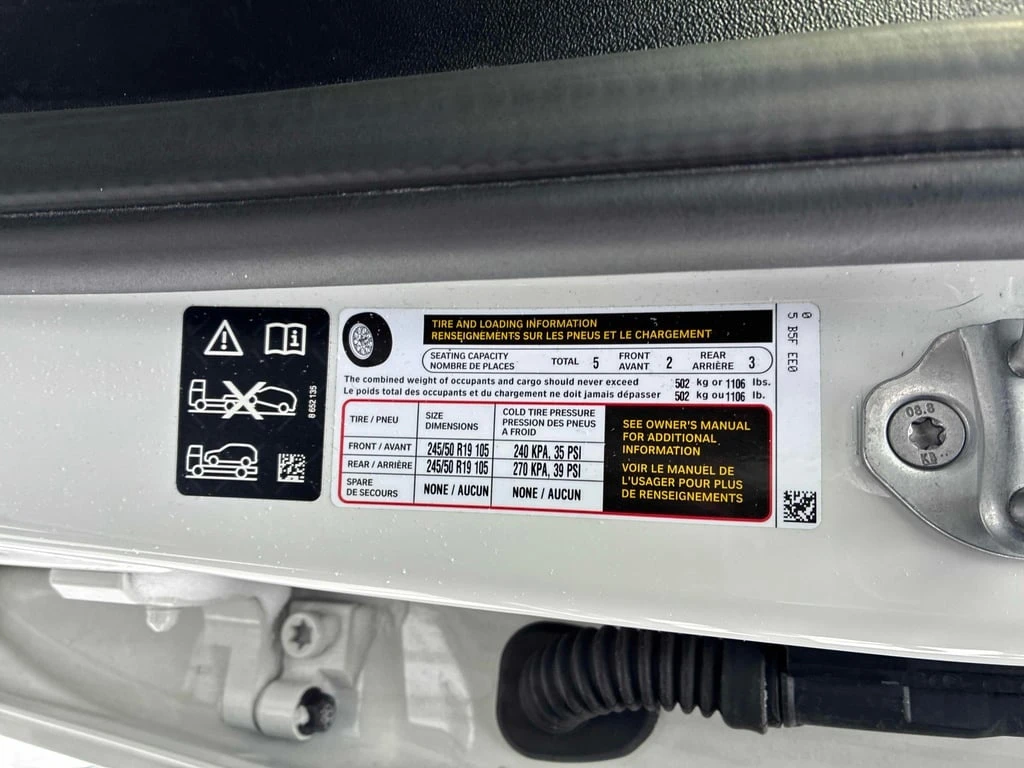 8 652 135
TIRE AND LOADING INFORMATION
RENSEIGNEMENTS SUR LES PNEUS ET LE CHARGEMENT
SEATING CAPACITY
NOMBRE DE PLACES
TOTAL 5
FRONT
AVANT 2
REAR
ARRIÈRE 3
The combined weight of occupants and cargo should never exceed 502 kg or 1106 lbs.
Le poids total des occupants et du chargement ne doit jamais dépasser 502 kg ou 1106 lb.
TIRE / PNEU
SIZE
DIMENSIONS
COLD TIRE PRESSURE
PRESSION DES PNEUS
A FROID
FRONT / AVANT 245/50 R19 105 240 KPA, 35 PSI
REAR / ARRIÈRE 245/50 R19 105 270 KPA, 39 PSI
SPARE
DE SECOURS
NONE / AUCUN NONE / AUCUN
SEE OWNER'S MANUAL
FOR ADDITIONAL
INFORMATION
VOIR LE MANUEL DE
L'USAGER POUR PLUS
DE RENSEIGNEMENTS
0
5 B5F EE0
08.8
KB